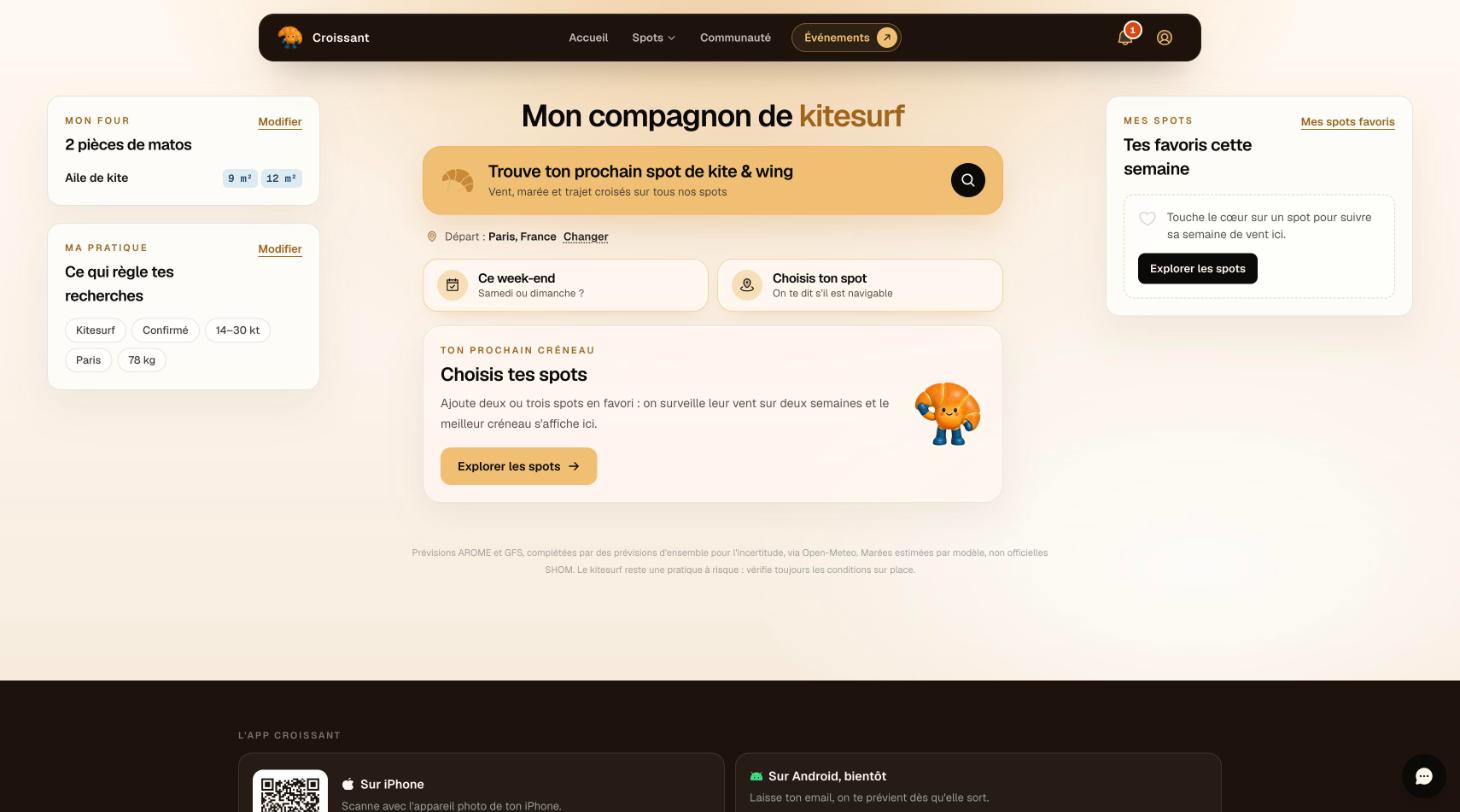 Croissant
Accueil
Spots
Communauté
Événements
1
MON FOUR
Modifier
2 pièces de matos
Aile de kite
9 m²
12 m²
MA PRATIQUE
Modifier
Ce qui règle tes
recherches
Kitesurf
Confirmé
14–30 kt
Paris
78 kg
Mon compagnon de kitesurf
Trouve ton prochain spot de kite & wing
Vent, marée et trajet croisés sur tous nos spots
Départ : Paris, France Changer
Ce week-end
Samedi ou dimanche ?
Choisis ton spot
On te dit s'il est navigable
TON PROCHAIN CRÉNEAU
Choisis tes spots
Ajoute deux ou trois spots en favori : on surveille leur vent sur deux semaines et le
meilleur créneau s'affiche ici.
Explorer les spots
MES SPOTS
Mes spots favoris
Tes favoris cette
semaine
Touche le cœur sur un spot pour suivre
sa semaine de vent ici.
Explorer les spots
Prévisions AROME et GFS, complétées par des prévisions d'ensemble pour l'incertitude, via Open-Meteo. Marées estimées par modèle, non officielles
SHOM. Le kitesurf reste une pratique à risque : vérifie toujours les conditions sur place.
L'APP CROISSANT
Sur iPhone
Scanne avec l'appareil photo de ton iPhone.
Sur Android, bientôt
Laisse ton email, on te prévient dès qu'elle sort.